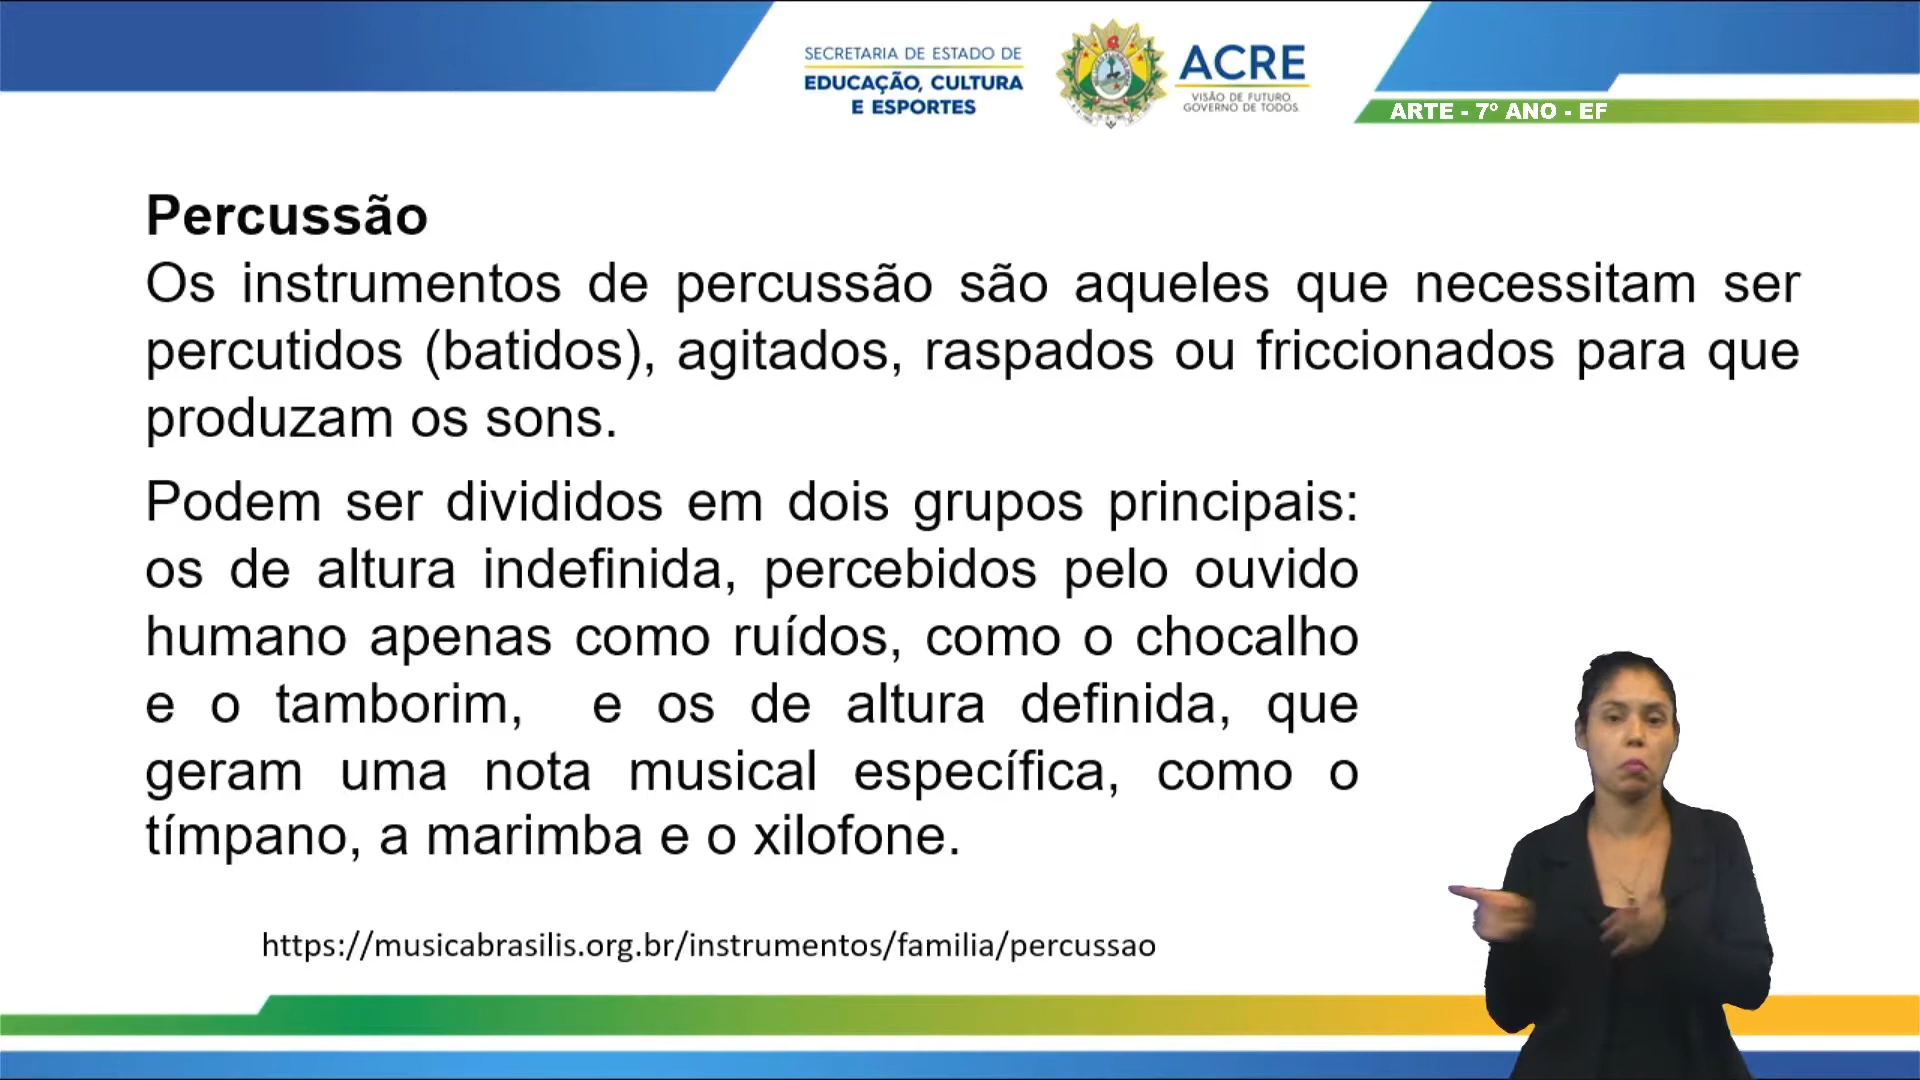 SECRETARIA DE ESTADO DE
EDUCAÇÃO, CULTURA
E ESPORTES
ACRE
VISÃO DE FUTURO.
GOVERNO DE TODOS.
ARTE - 7º ANO - EF
Percussão
Os instrumentos de percussão são aqueles que necessitam ser
percutidos (batidos), agitados, raspados ou friccionados para que
produzam os sons.
Podem ser divididos em dois grupos principais:
os de altura indefinida, percebidos pelo ouvido
humano apenas como ruídos, como o chocalho
e o tamborim, e os de altura definida, que
geram uma nota musical específica, como o
tímpano, a marimba e o xilofone.
https://musicabrasilis.org.br/instrumentos/familia/percussao